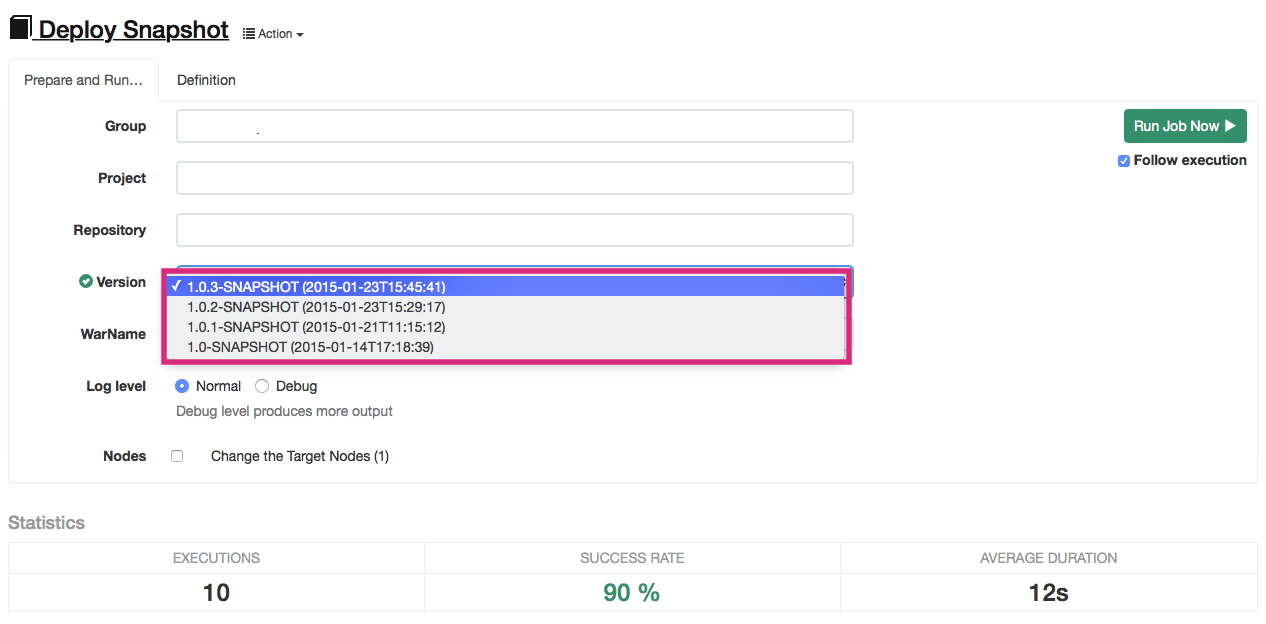 Deploy Snapshot Action
Prepare and Run… Definition
Group
Run Job Now
Follow execution
Project
Repository
Version
1.0.3-SNAPSHOT (2015-01-23T15:45:41)
1.0.2-SNAPSHOT (2015-01-23T15:29:17)
1.0.1-SNAPSHOT (2015-01-21T11:15:12)
1.0-SNAPSHOT (2015-01-14T17:18:39)
WarName
Log level Normal Debug
Debug level produces more output
Nodes Change the Target Nodes (1)
Statistics
EXECUTIONS SUCCESS RATE AVERAGE DURATION
10 90 % 12s